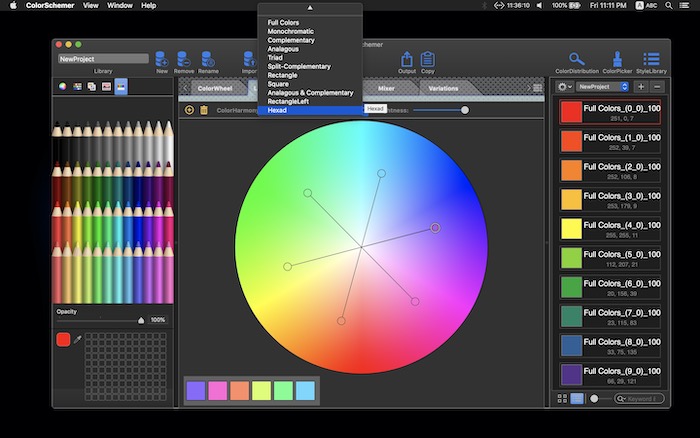 ColorSchemer View Window Help
11:36:10 100% Fri 11:11 PM A ABC
Full Colors
Monochromatic
Complementary
Analagous
Triad
Split-Complementary
Rectangle
Square
Analagous & Complementary
RectangleLeft
Hexad
Hexad
schemer
NewProject
Library
New Remove Rename Import Output Copy ColorDistribution ColorPicker StyleLibrary
ColorWheel L Mixer Variations
ColorHarmon
tness:
Opacity
100%
NewProject
Full Colors_(0_0)_100
251, 0, 7
Full Colors_(1_0)_100
252, 39, 7
Full Colors_(2_0)_100
252, 106, 8
Full Colors_(3_0)_100
253, 179, 9
Full Colors_(4_0)_100
255, 255, 11
Full Colors_(5_0)_100
112, 207, 21
Full Colors_(6_0)_100
20, 158, 39
Full Colors_(7_0)_100
23, 115, 83
Full Colors_(8_0)_100
33, 75, 135
Full Colors_(9_0)_100
66, 39, 121
Keyword